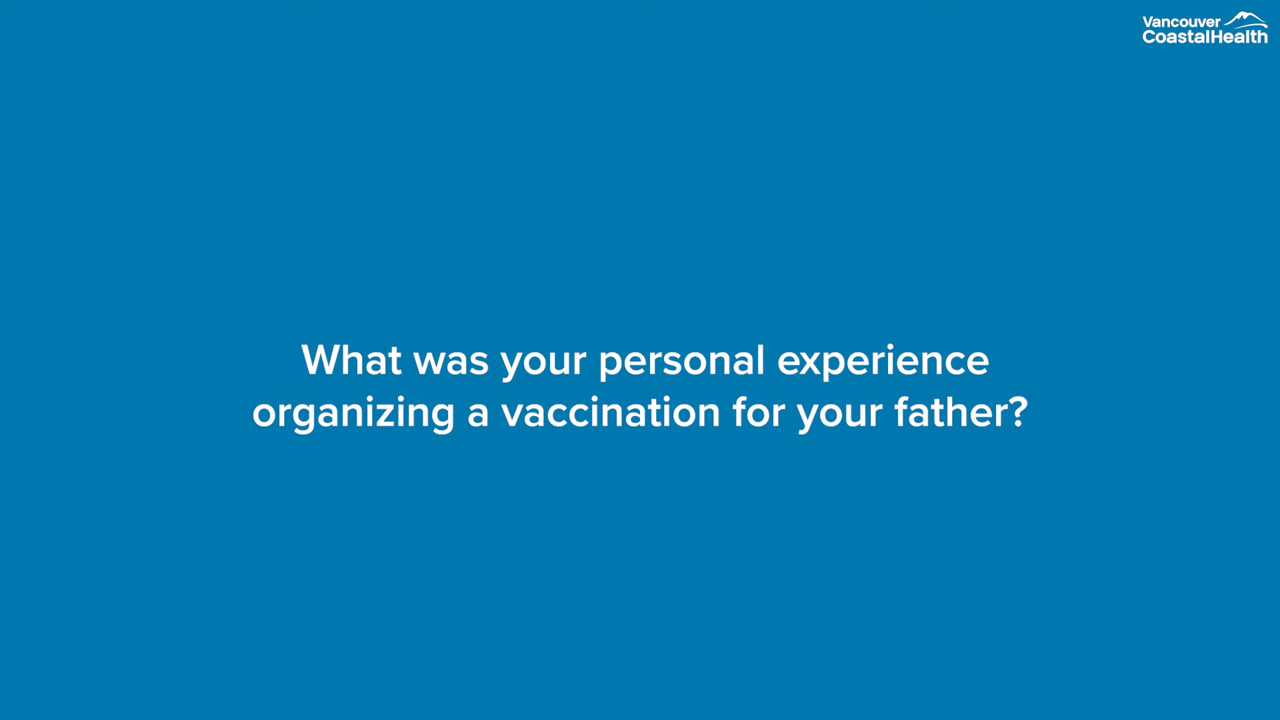 Vancouver
CoastalHealth
What was your personal experience
organizing a vaccination for your father?